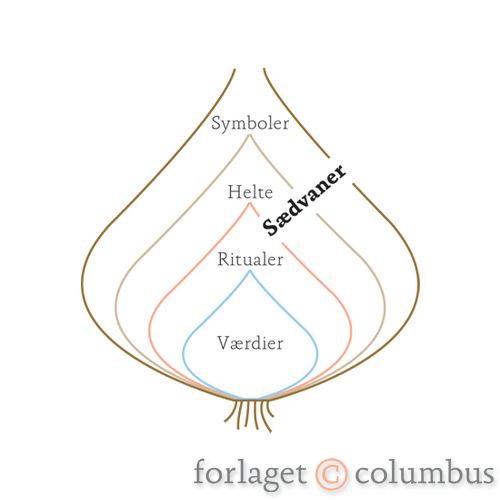 Symboler
Helte
Sædvaner
Ritualer
Værdier
forlaget © columbus